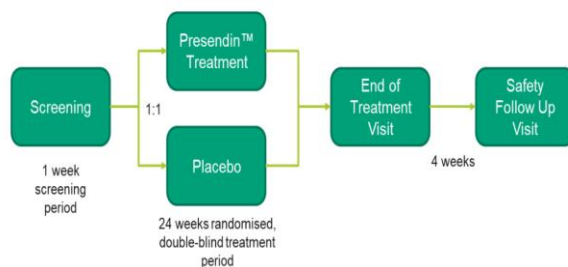 Presendin™
Treatment
Screening
1:1
End of
Treatment
Visit
Safety
Follow Up
Visit
1 week
screening
period
Placebo
4 weeks
24 weeks randomised,
double-blind treatment
period